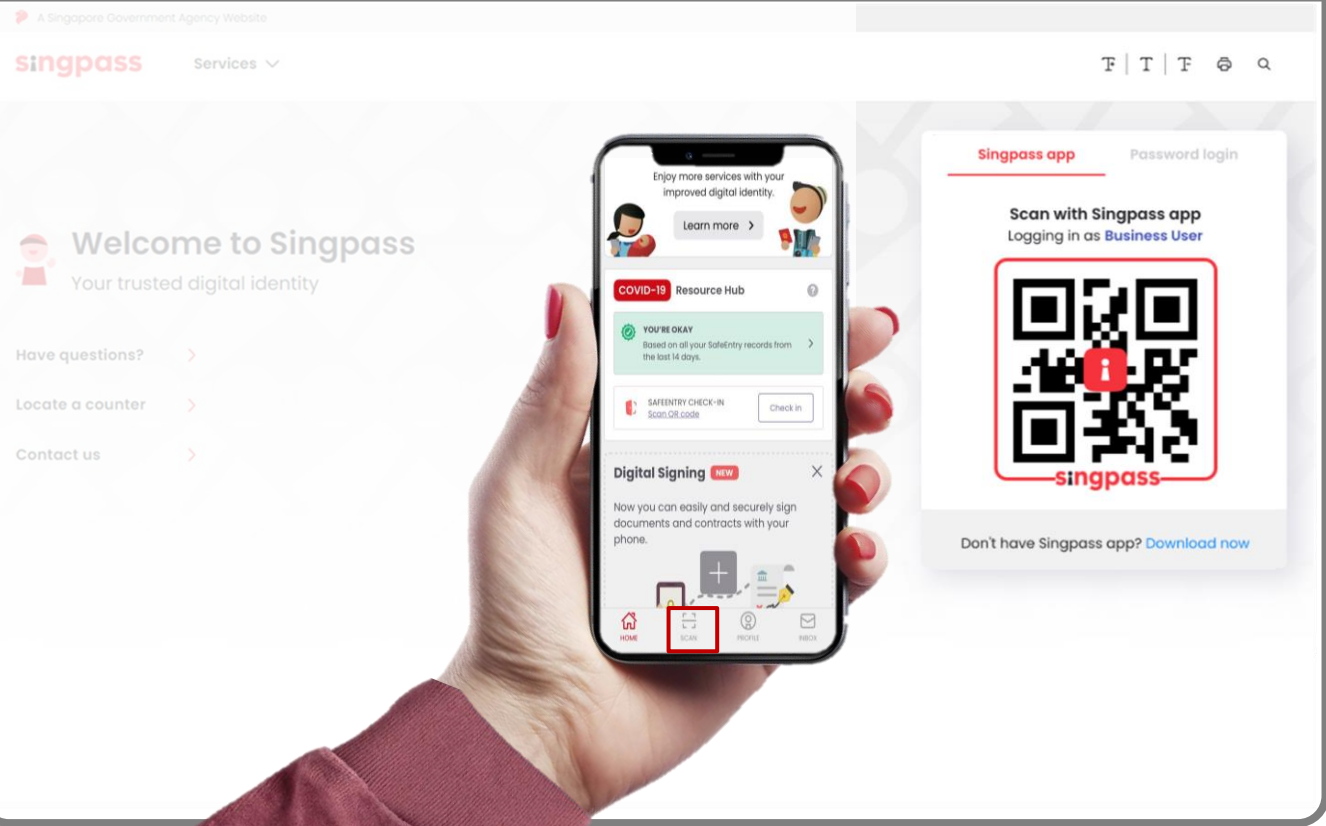 A Singapore Government Agency Website
singpass
Services
T T T
Welcome to Singpass
Your trusted digital identity
Have questions?
Locate a counter
Contact us
Enjoy more services with your
improved digital identity.
Learn more
COVID-19 Resource Hub
YOU'RE OKAY
Based on all your SafeEntry records from
the last 14 days.
SAFEENTRY CHECK-IN
Scan QR code
Check in
Digital Signing NEW
Now you can easily and securely sign
documents and contracts with your
phone.
HOME
SCAN
PROFILE
INBOX
Singpass app
Password login
Scan with Singpass app
Logging in as Business User
singpass
Don't have Singpass app? Download now